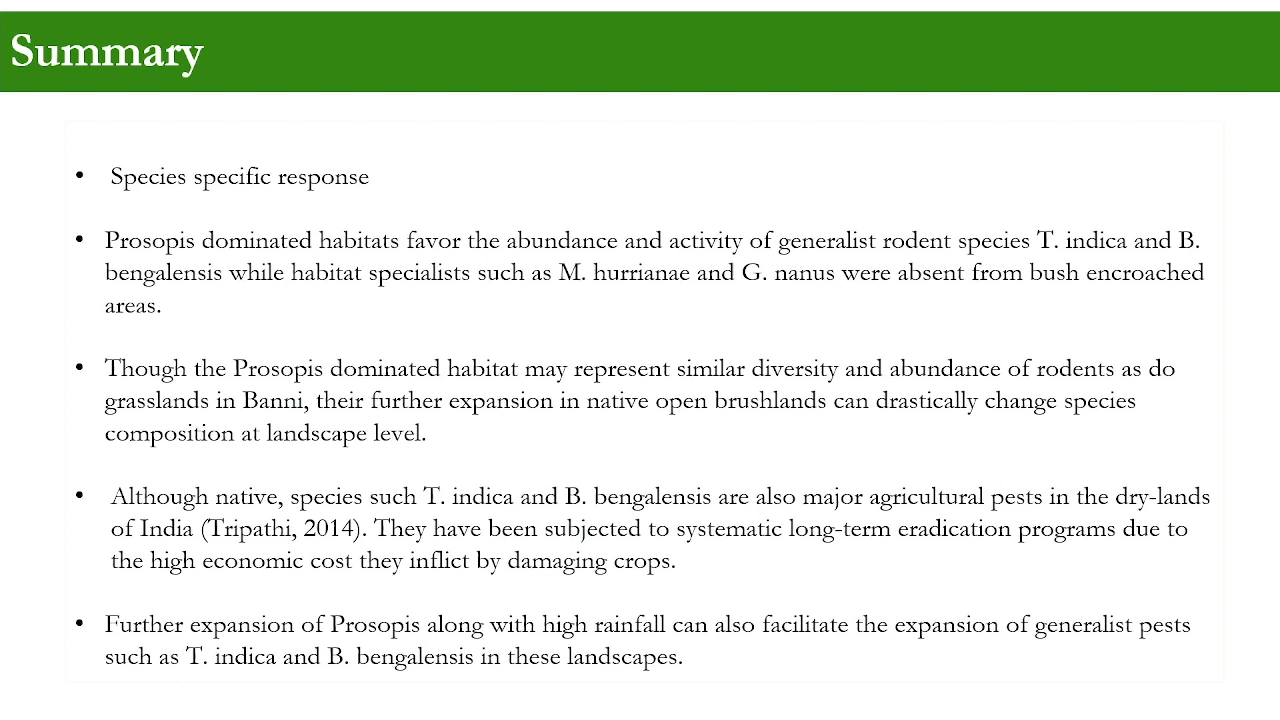 Summary
• Species specific response
• Prosopis dominated habitats favor the abundance and activity of generalist rodent species T. indica and B.
bengalensis while habitat specialists such as M. hurrianae and G. nanus were absent from bush encroached
areas.
• Though the Prosopis dominated habitat may represent similar diversity and abundance of rodents as do
grasslands in Banni, their further expansion in native open brushlands can drastically change species
composition at landscape level.
• Although native, species such T. indica and B. bengalensis are also major agricultural pests in the dry-lands
of India (Tripathi, 2014). They have been subjected to systematic long-term eradication programs due to
the high economic cost they inflict by damaging crops.
• Further expansion of Prosopis along with high rainfall can also facilitate the expansion of generalist pests
such as T. indica and B. bengalensis in these landscapes.